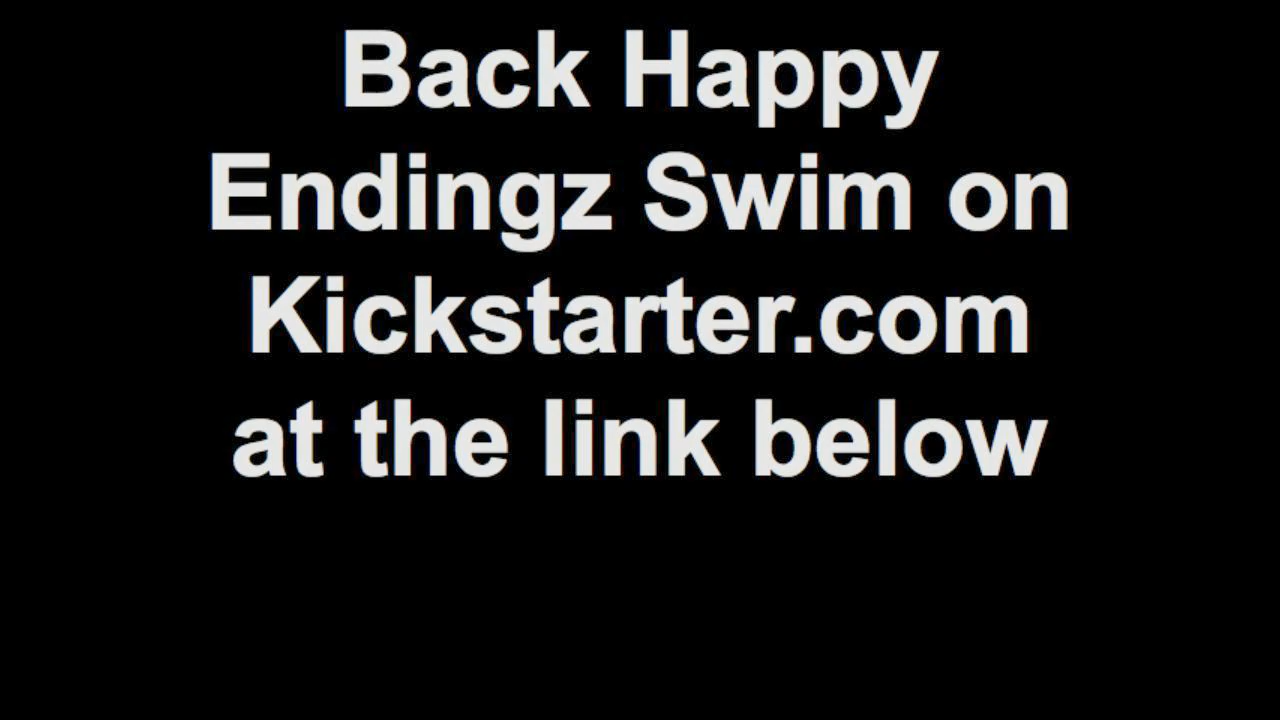 Back Happy
Endingz Swim on
Kickstarter.com
at the link below